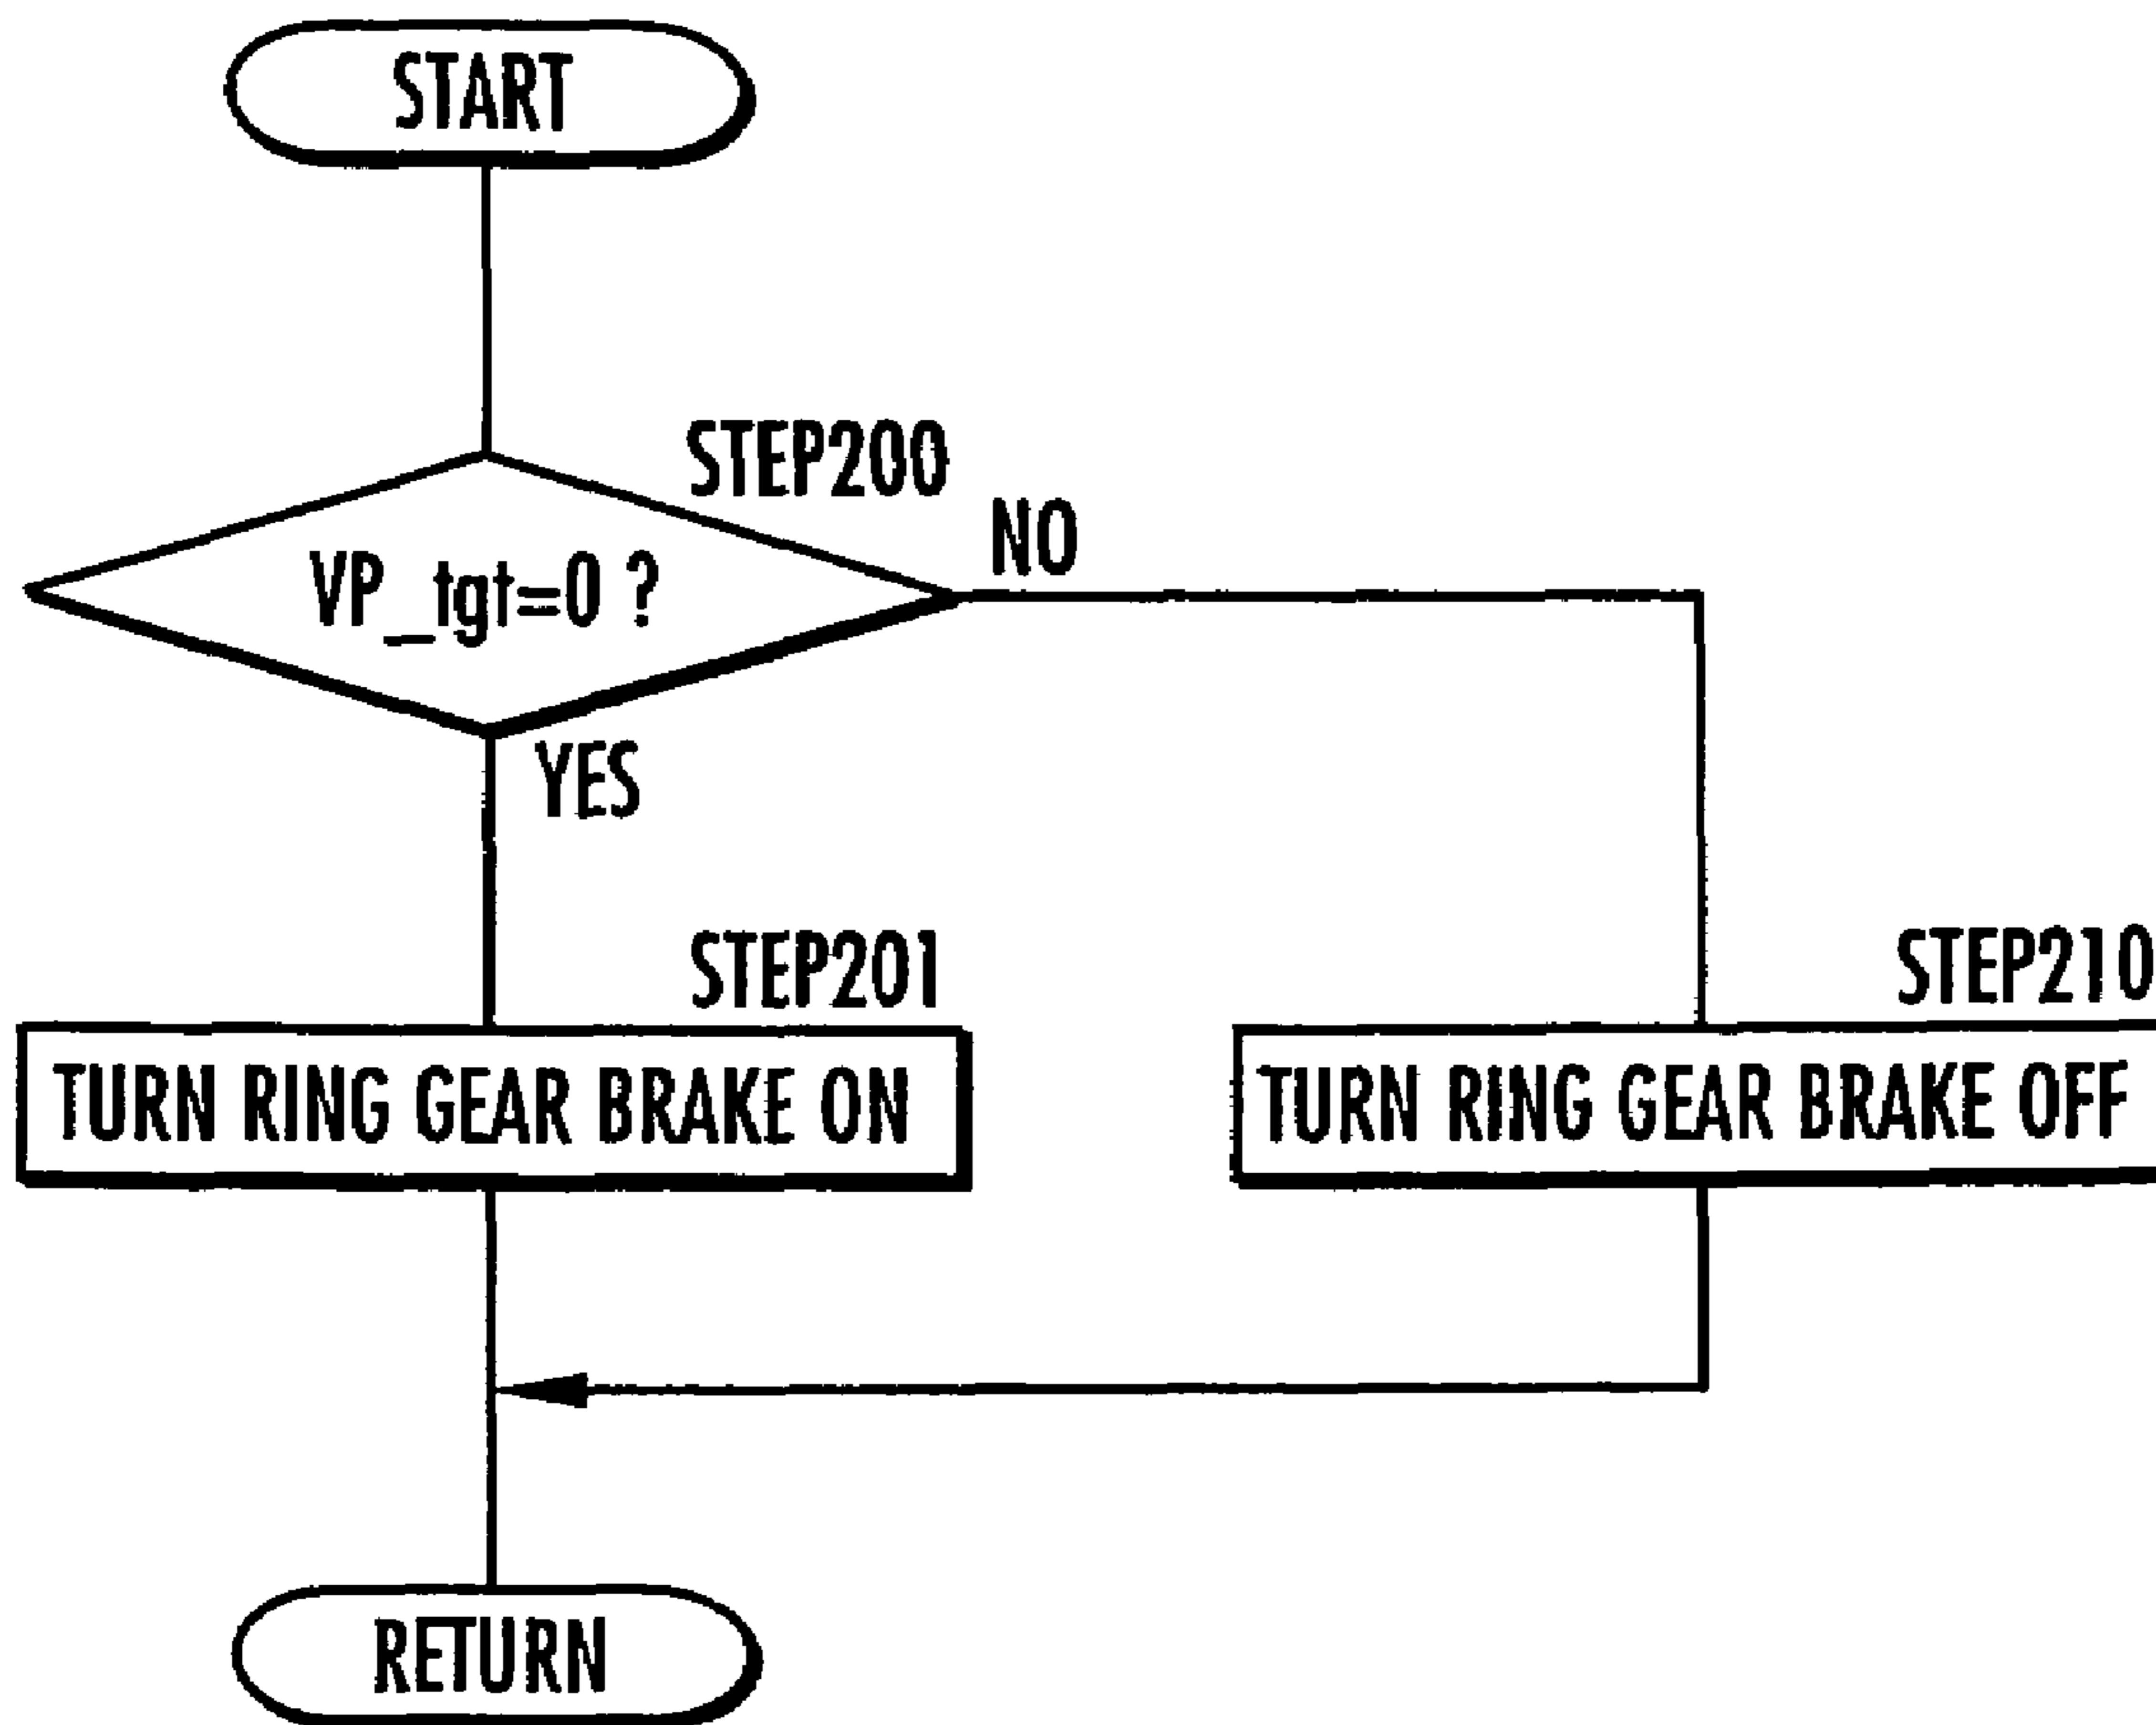 START
STEP200
NO
VP_tgt=0 ?
YES
STEP201
STEP210
TURN RING GEAR BRAKE ON
TURN RING GEAR BRAKE OFF
RETURN